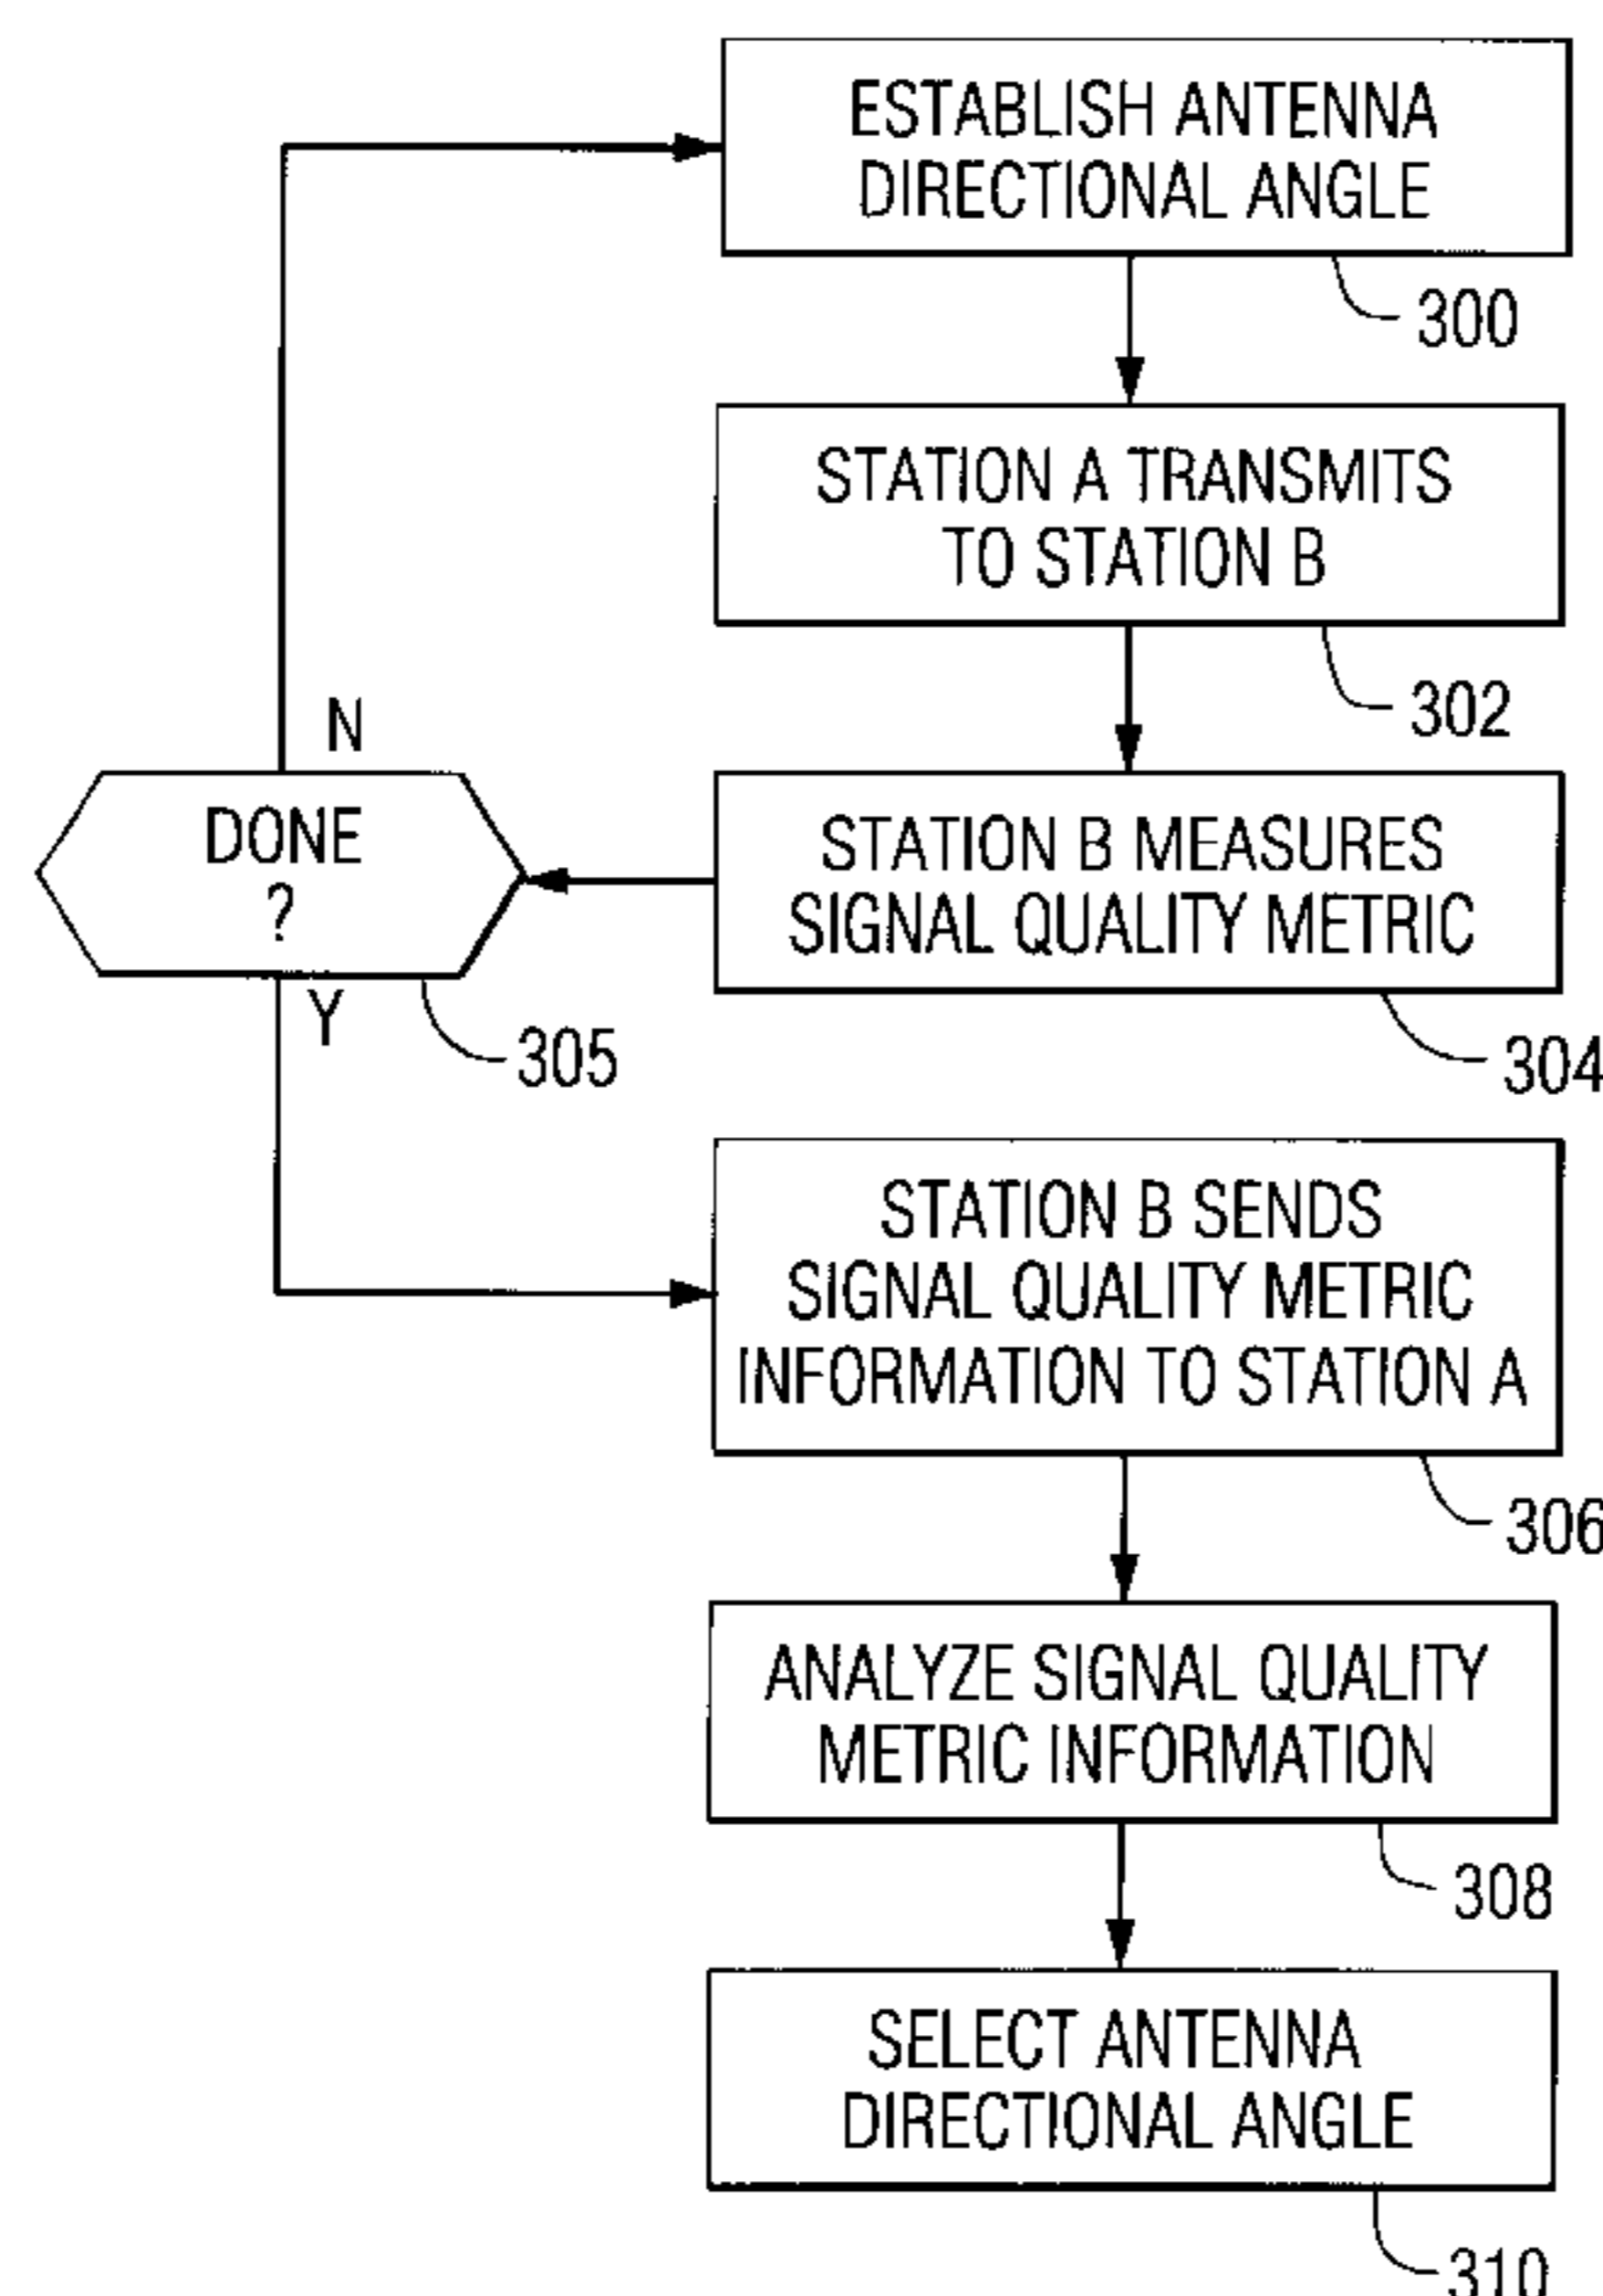 ESTABLISH ANTENNA
DIRECTIONAL ANGLE
300
STATION A TRANSMITS
TO STATION B
302
N
DONE
?
Y
305
STATION B MEASURES
SIGNAL QUALITY METRIC
304
STATION B SENDS
SIGNAL QUALITY METRIC
INFORMATION TO STATION A
306
ANALYZE SIGNAL QUALITY
METRIC INFORMATION
308
SELECT ANTENNA
DIRECTIONAL ANGLE
310